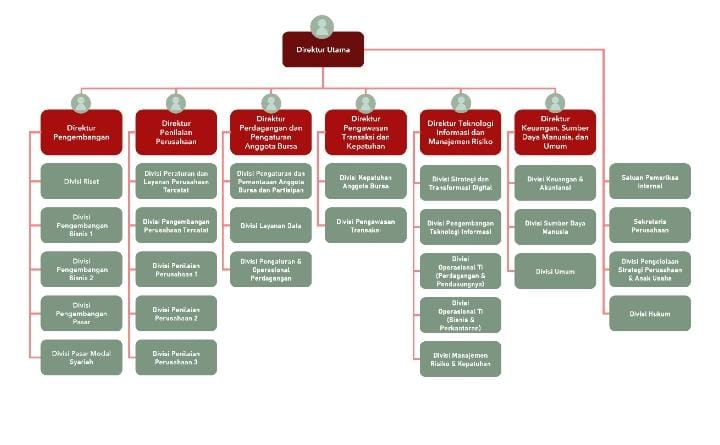 Direktur Utama
Direktur
Pengembangan
Direktur
Penilaian
Perusahaan
Direktur
Perdagangan dan
Pengaturan
Anggota Bursa
Direktur
Pengawasan
Transaksi dan
Kepatuhan
Direktur Teknologi
Informasi dan
Manajemen Risiko
Direktur
Keuangan, Sumber
Daya Manusia, dan
Umum
Divisi Riset
Divisi
Pengembangan
Bisnis 1
Divisi
Pengembangan
Bisnis 2
Divisi
Pengembangan
Pasar
Divisi Pasar Modal
Syariah
Divisi Peraturan dan
Layanan Perusahaan
Tercatat
Divisi Pengembangan
Perusahaan Tercatat
Divisi Penilaian
Perusahaan 1
Divisi Penilaian
Perusahaan 2
Divisi Penilaian
Perusahaan 3
Divisi Pengaturan dan
Pemantauan Anggota
Bursa dan Partisipan
Divisi Layanan Data
Divisi Pengaturan &
Operasional
Perdagangan
Divisi Kepatuhan
Anggota Bursa
Divisi Pengawasan
Transaksi
Divisi Strategi dan
Transformasi Digital
Divisi Pengembangan
Teknologi Informasi
Divisi
Operasional TI
(Perdagangan &
Pendukungnya)
Divisi
Operasional TI
(Bisnis &
Perkantoran)
Divisi Manajemen
Risiko & Kepatuhan
Divisi Keuangan &
Akuntansi
Divisi Sumber Daya
Manusia
Divisi Umum
Satuan Pemeriksa
Internal
Sekretaris
Perusahaan
Divisi Pengelolaan
Strategi Perusahaan
& Anak Usaha
Divisi Hukum